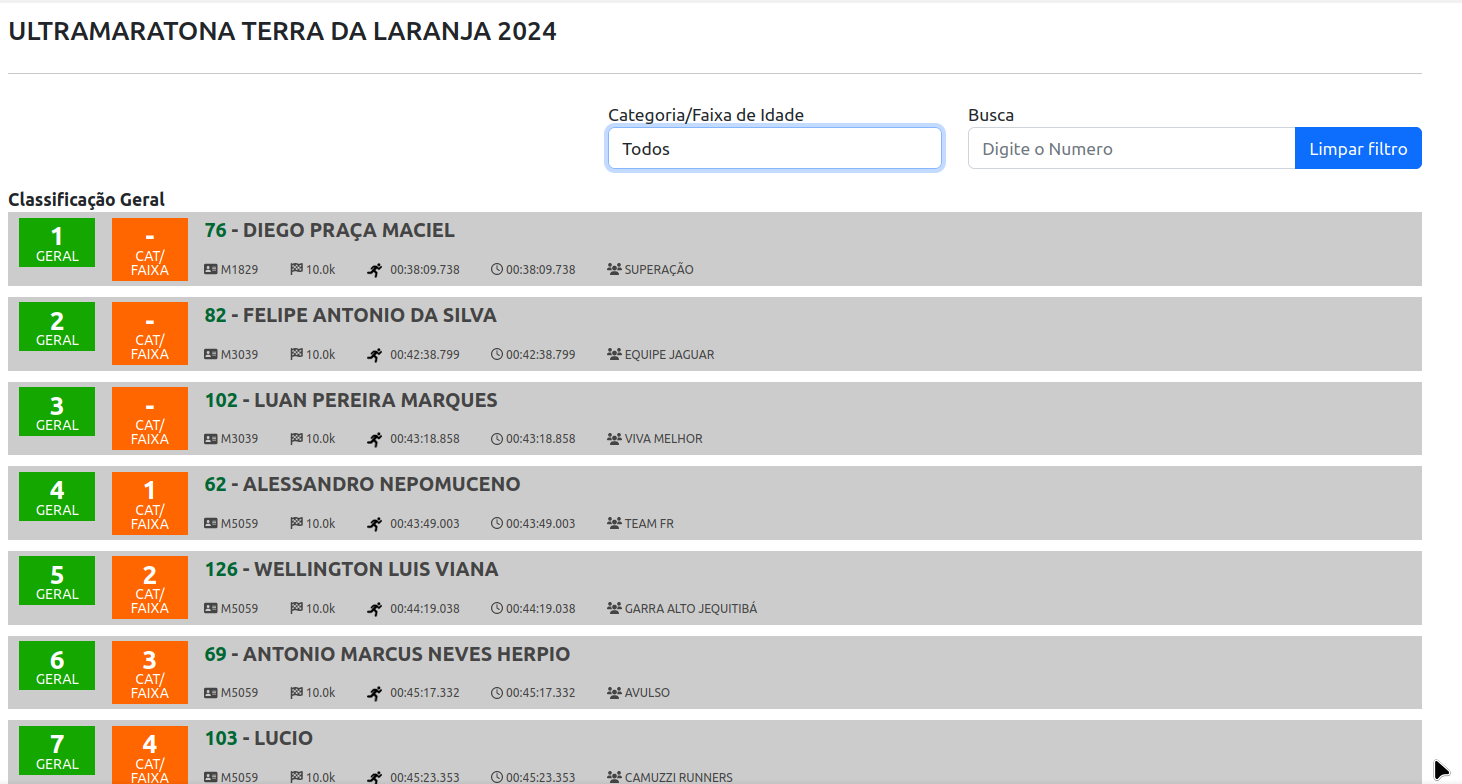 ULTRAMARATONA TERRA DA LARANJA 2024
Categoria/Faixa de Idade
Busca
Todos
Digite o Numero
Limpar filtro
Classificação Geral
1
GERAL
-
CAT/
FAIXA
76 - DIEGO PRAÇA MACIEL
M1829 10.0k 00:38:09.738 00:38:09.738 SUPERAÇÃO
2
GERAL
-
CAT/
FAIXA
82 - FELIPE ANTONIO DA SILVA
M3039 10.0k 00:42:38.799 00:42:38.799 EQUIPE JAGUAR
3
GERAL
-
CAT/
FAIXA
102 - LUAN PEREIRA MARQUES
M3039 10.0k 00:43:18.858 00:43:18.858 VIVA MELHOR
4
GERAL
1
CAT/
FAIXA
62 - ALESSANDRO NEPOMUCENO
M5059 10.0k 00:43:49.003 00:43:49.003 TEAM FR
5
GERAL
2
CAT/
FAIXA
126 - WELLINGTON LUIS VIANA
M5059 10.0k 00:44:19.038 00:44:19.038 GARRA ALTO JEQUITIBÁ
6
GERAL
3
CAT/
FAIXA
69 - ANTONIO MARCUS NEVES HERPIO
M5059 10.0k 00:45:17.332 00:45:17.332 AVULSO
7
GERAL
4
CAT/
FAIXA
103 - LUCIO
M5059 10.0k 00:45:23.353 00:45:23.353 CAMUZZI RUNNERS